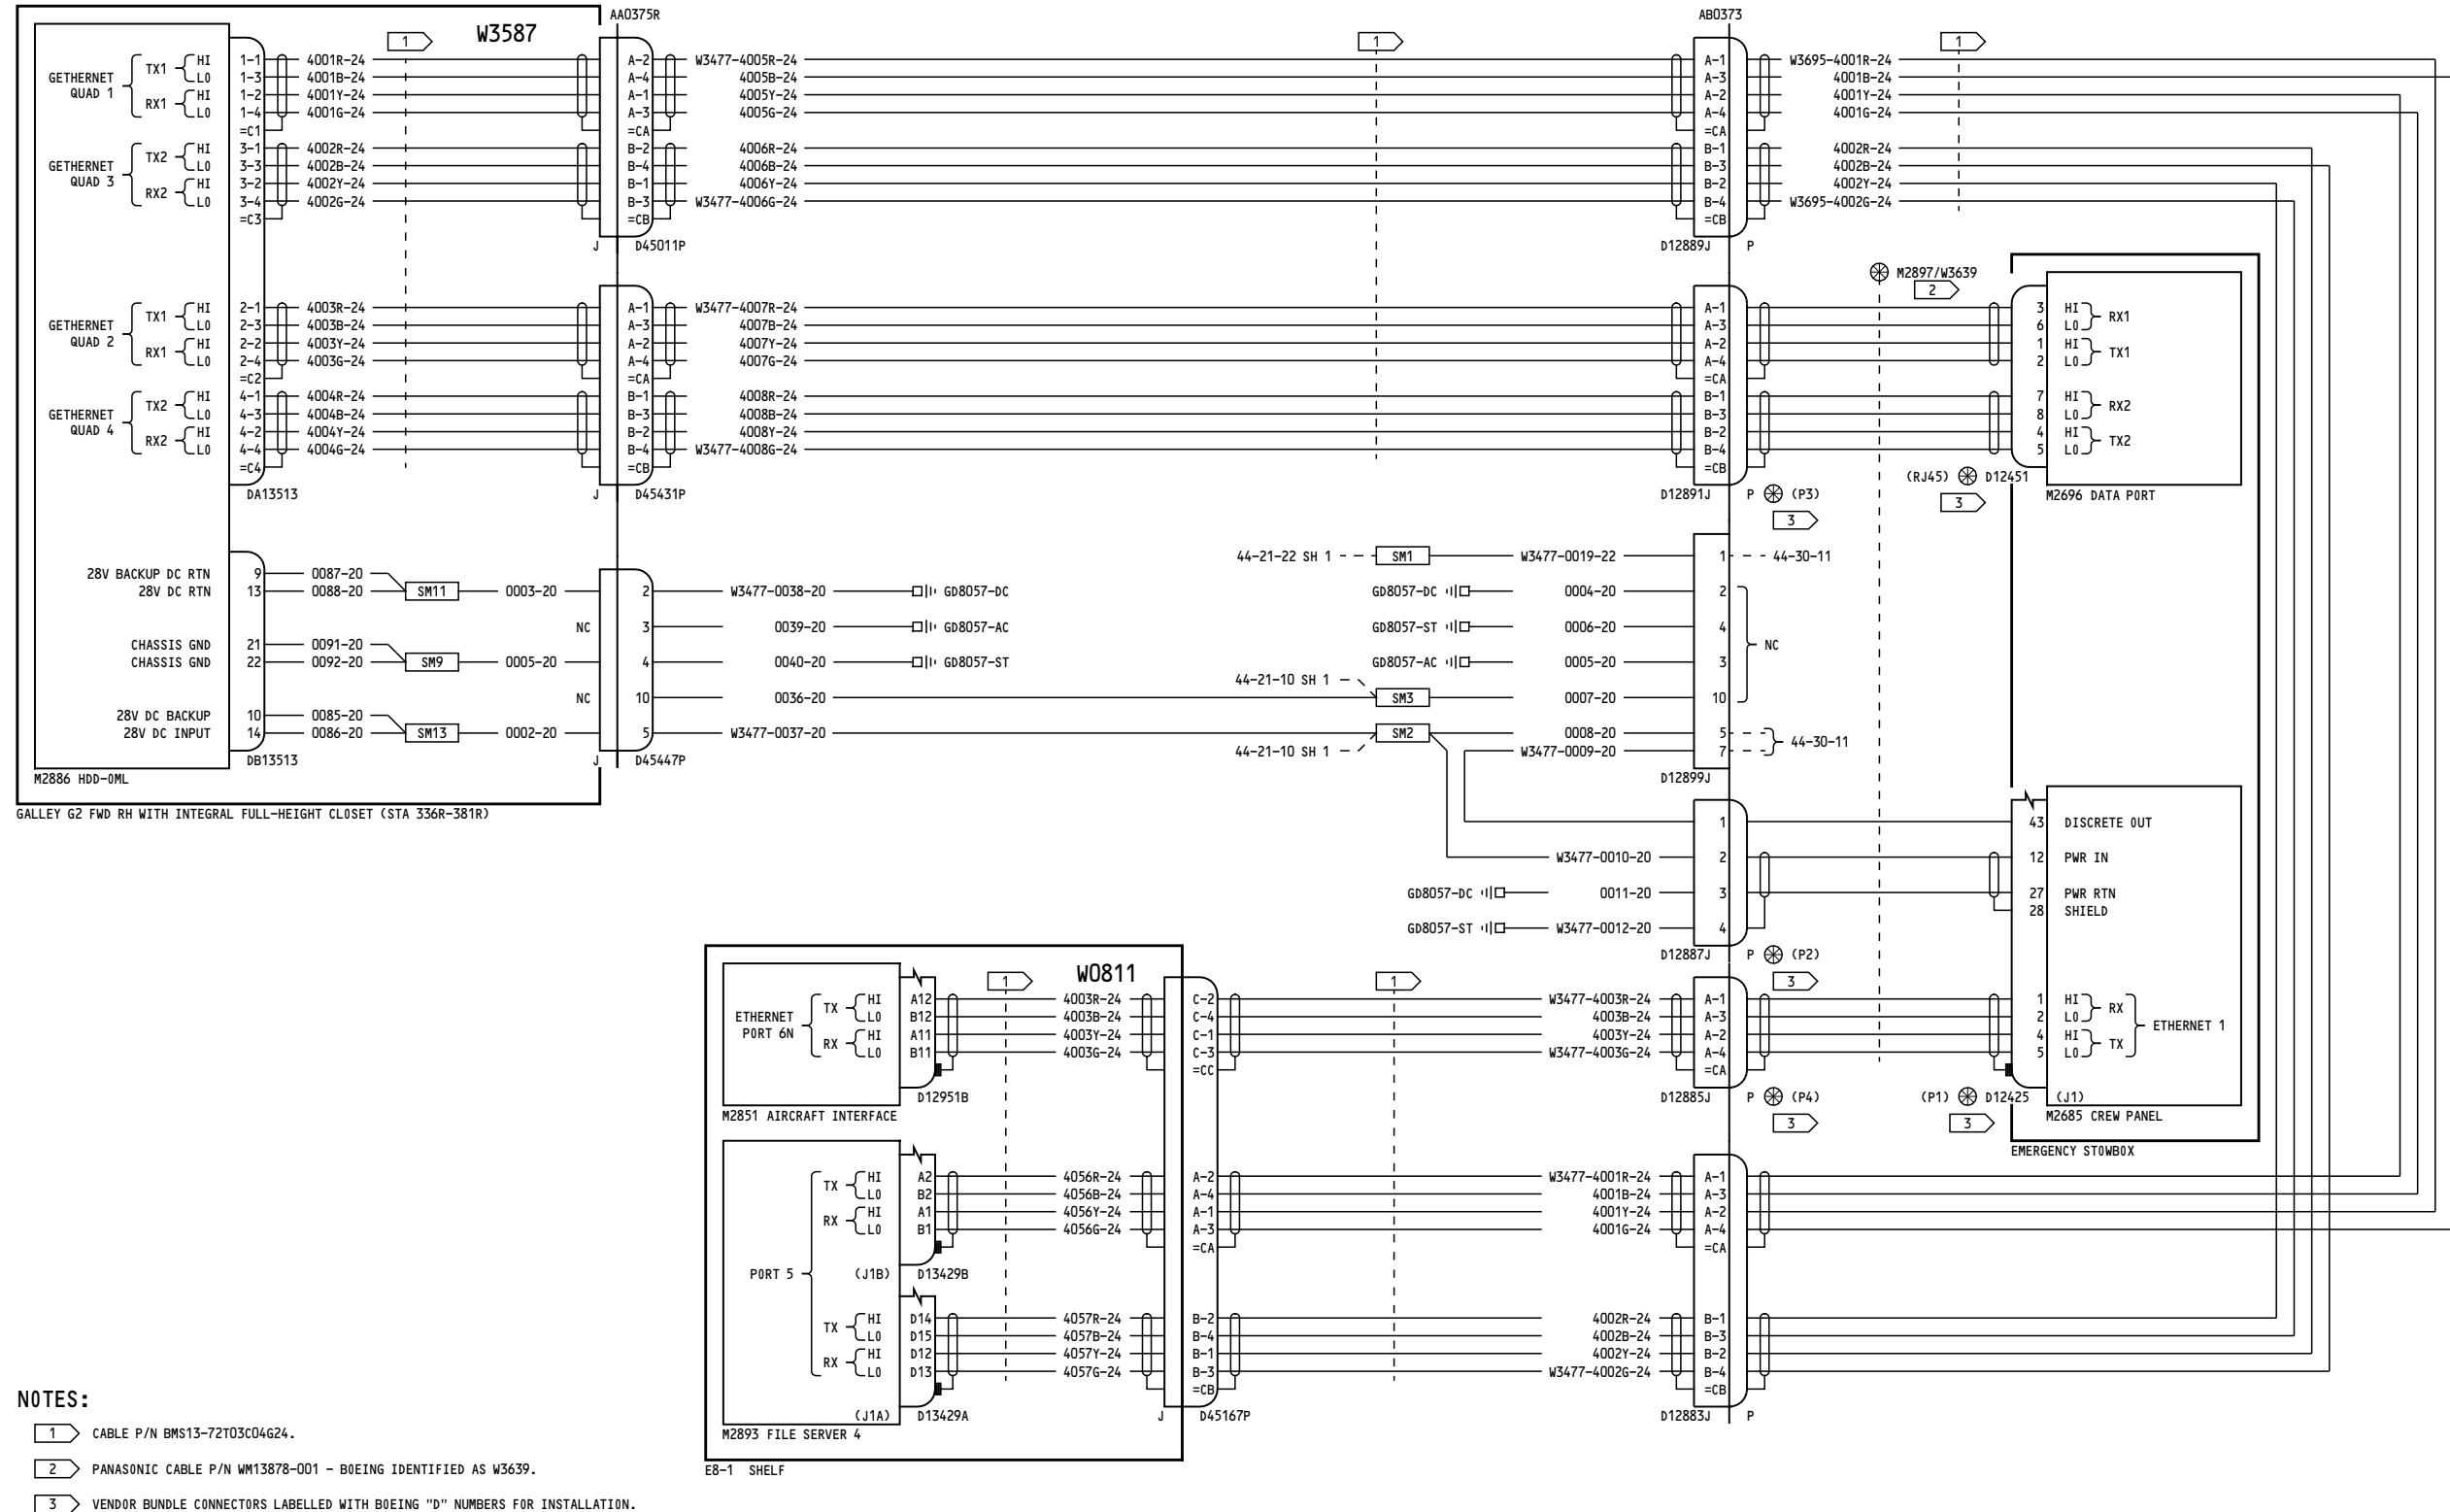 W3587
AA0375R
AB0373
1
1
1
GETHERNET QUAD 1
TX1 HI 1-1 4001R-24 A-2 W3477-4005R-24 A-1 W3695-4001R-24
LO 1-3 4001B-24 A-4 4005B-24 A-3 4001B-24
RX1 HI 1-2 4001Y-24 A-1 4005Y-24 A-2 4001Y-24
LO 1-4 4001G-24 A-3 4005G-24 A-4 4001G-24
=C1 =CA =CA
GETHERNET QUAD 3
TX2 HI 3-1 4002R-24 B-2 4006R-24 B-1 4002R-24
LO 3-3 4002B-24 B-4 4006B-24 B-3 4002B-24
RX2 HI 3-2 4002Y-24 B-1 4006Y-24 B-2 4002Y-24
LO 3-4 4002G-24 B-3 W3477-4006G-24 B-4 W3695-4002G-24
=C3 =CB =CB
J D45011P D12889J P
M2897/W3639
2
GETHERNET QUAD 2
TX1 HI 2-1 4003R-24 A-1 W3477-4007R-24 A-1 3 HI RX1
LO 2-3 4003B-24 A-3 4007B-24 A-3 6 LO
RX1 HI 2-2 4003Y-24 A-2 4007Y-24 A-2 1 HI TX1
LO 2-4 4003G-24 A-4 4007G-24 A-4 2 LO
=C2 =CA =CA
GETHERNET QUAD 4
TX2 HI 4-1 4004R-24 B-1 4008R-24 B-1 7 HI RX2
LO 4-3 4004B-24 B-3 4008B-24 B-3 8 LO
RX2 HI 4-2 4004Y-24 B-2 4008Y-24 B-2 4 HI TX2
LO 4-4 4004G-24 B-4 W3477-4008G-24 B-4 5 LO
=C4 =CB =CB
(RJ45) D12451
DA13513 J D45431P D12891J P (P3) 3 M2696 DATA PORT
3
44-21-22 SH 1 SM1 W3477-0019-22 1 44-30-11
28V BACKUP DC RTN 9 0087-20
28V DC RTN 13 0088-20 SM11 0003-20 2 W3477-0038-20 GD8057-DC GD8057-DC 0004-20 2
NC 3 0039-20 GD8057-AC GD8057-ST 0006-20 4
NC
CHASSIS GND 21 0091-20
CHASSIS GND 22 0092-20 SM9 0005-20 4 0040-20 GD8057-ST GD8057-AC 0005-20 3
44-21-10 SH 1
NC 10 0036-20 SM3 0007-20 10
28V DC BACKUP 10 0085-20
28V DC INPUT 14 0086-20 SM13 0002-20 5 W3477-0037-20 SM2 0008-20 5
44-30-11
44-21-10 SH 1 W3477-0009-20 7
DB13513 J D45447P D12899J
M2886 HDD-OML
GALLEY G2 FWD RH WITH INTEGRAL FULL-HEIGHT CLOSET (STA 336R-381R)
1 43 DISCRETE OUT
W3477-0010-20 2 12 PWR IN
GD8057-DC 0011-20 3 27 PWR RTN
28 SHIELD
GD8057-ST W3477-0012-20 4
D12887J P (P2)
3
W0811
1
1
ETHERNET PORT 6N
TX HI A12 4003R-24 C-2 W3477-4003R-24 A-1 1 HI RX
LO B12 4003B-24 C-4 4003B-24 A-3 2 LO
ETHERNET 1
RX HI A11 4003Y-24 C-1 4003Y-24 A-2 4 HI TX
LO B11 4003G-24 C-3 W3477-4003G-24 A-4 5 LO
=CC =CA
D12951B D12885J P (P4) (P1) D12425 (J1)
M2851 AIRCRAFT INTERFACE 3 3 M2685 CREW PANEL
EMERGENCY STOWBOX
PORT 5
TX HI A2 4056R-24 A-2 W3477-4001R-24 A-1
LO B2 4056B-24 A-4 4001B-24 A-3
RX HI A1 4056Y-24 A-1 4001Y-24 A-2
LO B1 4056G-24 A-3 4001G-24 A-4
=CA =CA
(J1B) D13429B
TX HI D14 4057R-24 B-2 4002R-24 B-1
LO D15 4057B-24 B-4 4002B-24 B-3
RX HI D12 4057Y-24 B-1 4002Y-24 B-2
LO D13 4057G-24 B-3 W3477-4002G-24 B-4
=CB =CB
(J1A) D13429A J D45167P D12883J P
M2893 FILE SERVER 4
E8-1 SHELF
NOTES:
1 CABLE P/N BMS13-72T03C04G24.
2 PANASONIC CABLE P/N WM13878-001 - BOEING IDENTIFIED AS W3639.
3 VENDOR BUNDLE CONNECTORS LABELLED WITH BOEING "D" NUMBERS FOR INSTALLATION.